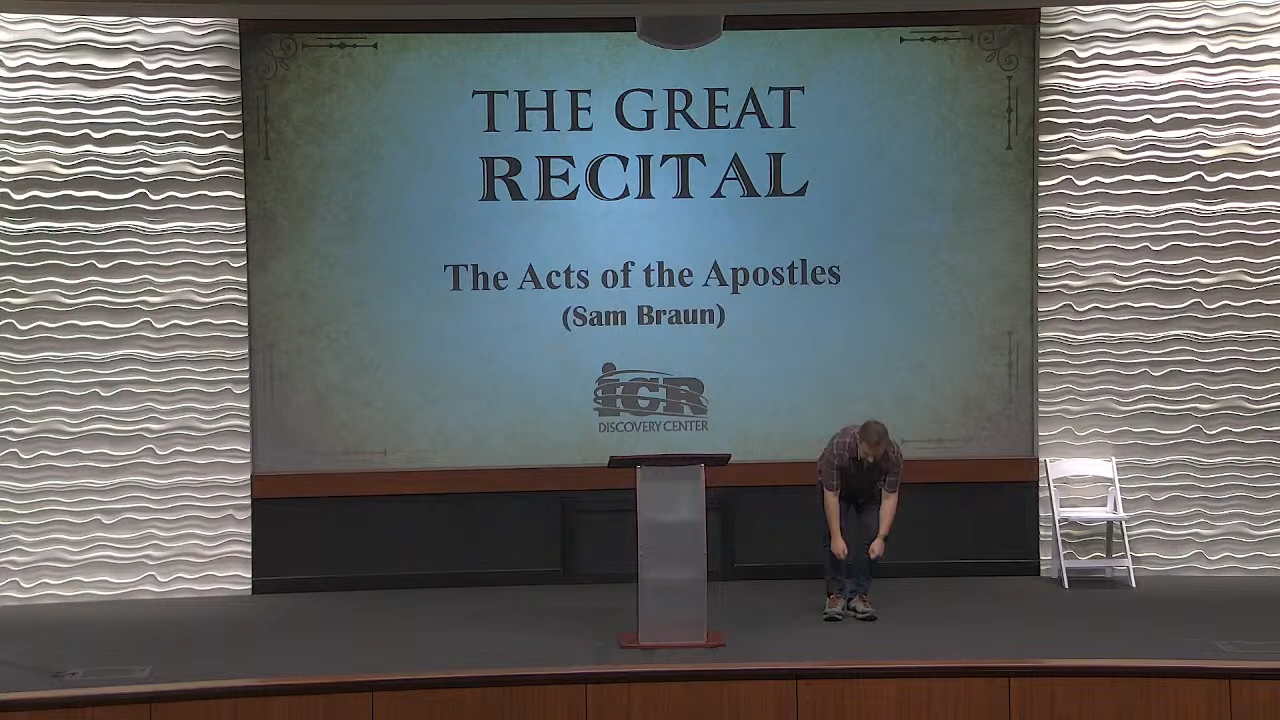 THE GREAT
RECITAL
The Acts of the Apostles
(Sam Braun)
iCR
DISCOVERY CENTER